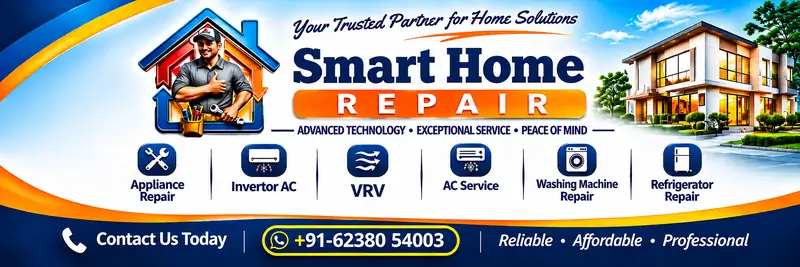 Your Trusted Partner for Home Solutions
Smart Home
REPAIR
ADVANCED TECHNOLOGY • EXCEPTIONAL SERVICE • PEACE OF MIND
Appliance
Repair
Invertor AC
VRV
AC Service
Washing Machine
Repair
Refrigerator
Repair
Contact Us Today
+91-62380 54003
Reliable • Affordable • Professional